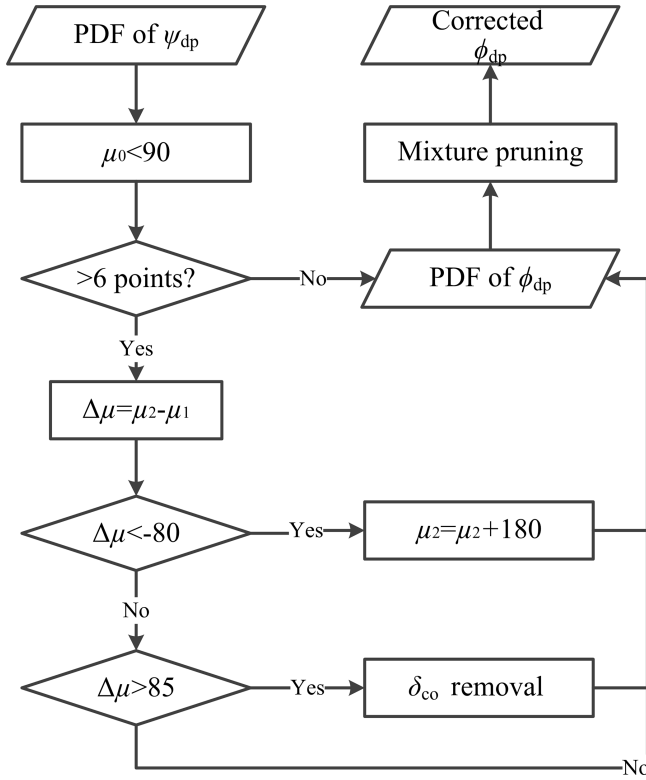 PDF of ψdp
μ0<90
>6 points?
No
Yes
Δμ=μ2-μ1
Δμ<-80
Yes
μ2=μ2+180
No
Δμ>85
Yes
δco removal
No
PDF of ϕdp
Mixture pruning
Corrected
ϕdp